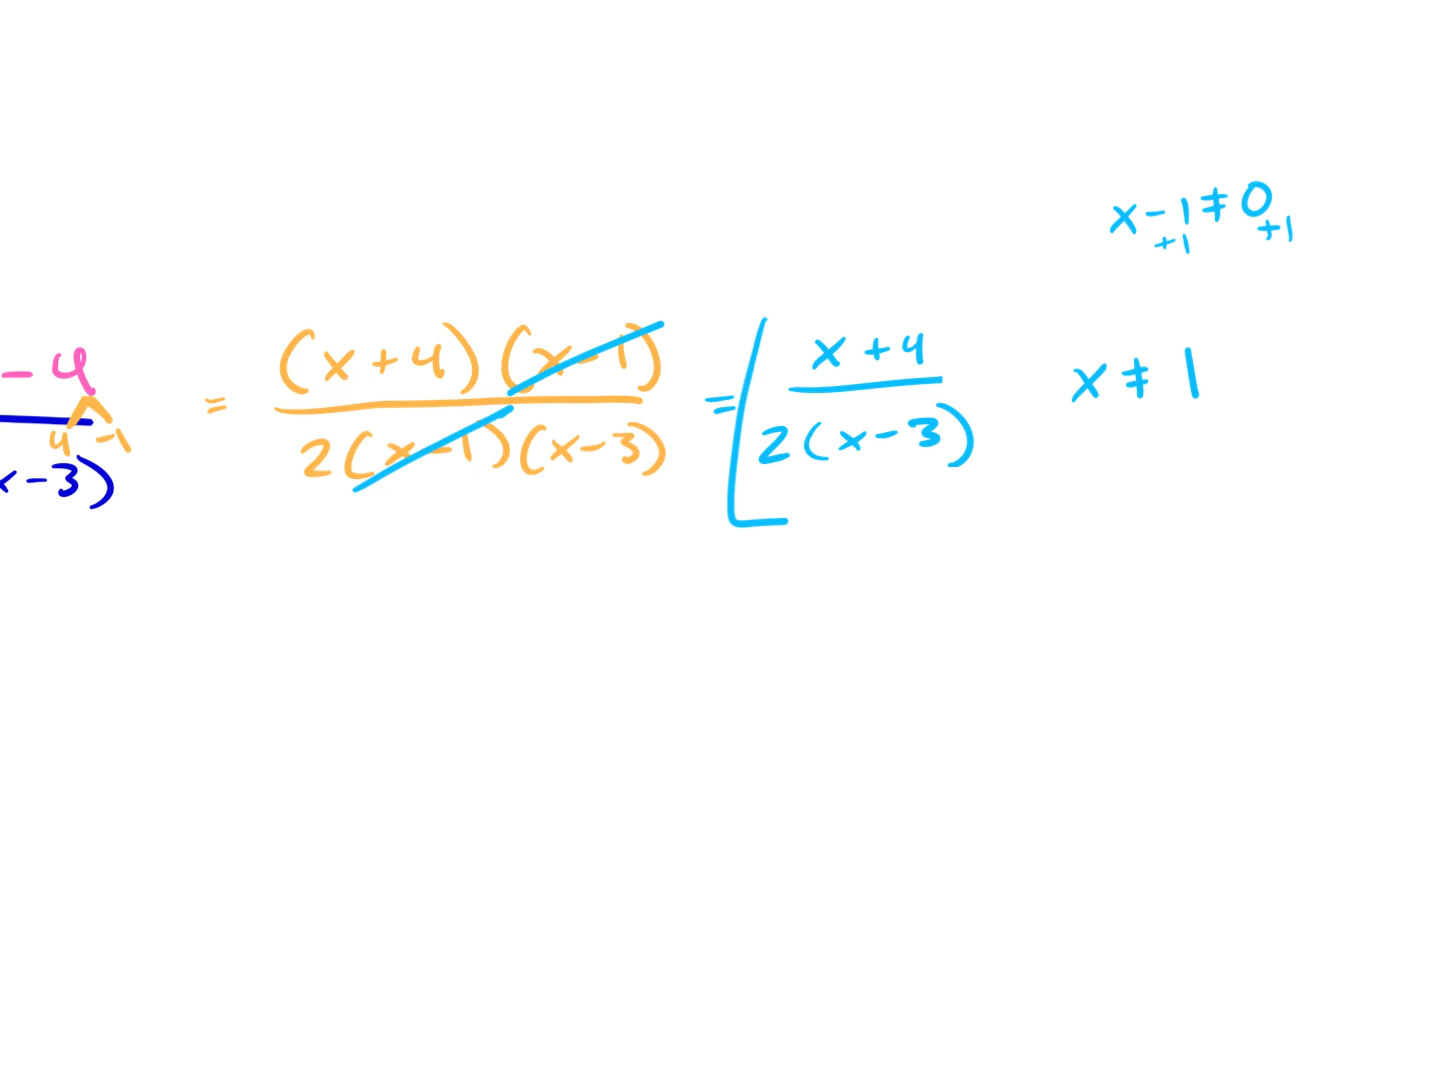 x - 1 ≠ 0
+1 +1
- 4
4 -1
x - 3)
= (x + 4)(x - 1) / 2(x - 1)(x - 3) = x + 4 / 2(x - 3) x ≠ 1